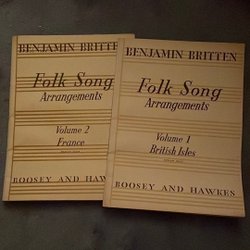 BENJAMIN BRITTEN
Folk Song
Arrangements
Volume 2
France
BOOSEY AND HAWKES
BENJAMIN BRITTEN
Folk Song
Arrangements
Volume 1
British Isles
BOOSEY AND HAWKES